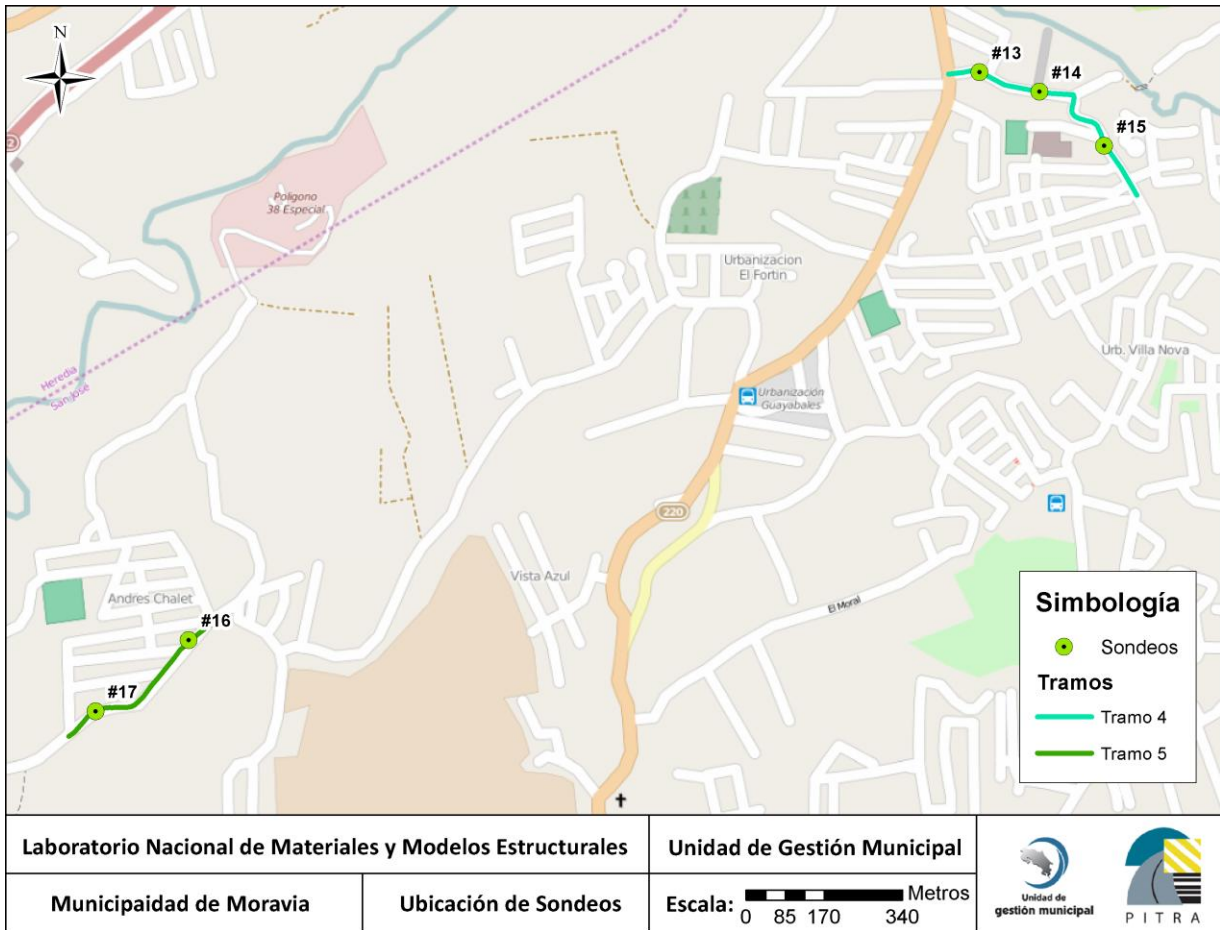 N
#13
#14
#15
2
Poligono
38 Especial
Urbanizacion
El Fortin
Urb. Villa Nova
Heredia
San José
Urbanización
Guayabales
220
Vista Azul
El Moral
Andres Chalet
#16
#17
Simbología
Sondeos
Tramos
Tramo 4
Tramo 5
Laboratorio Nacional de Materiales y Modelos Estructurales
Unidad de Gestión Municipal
Municipaidad de Moravia
Ubicación de Sondeos
Escala:
Metros
0 85 170 340
Unidad de
gestión municipal
PITRA